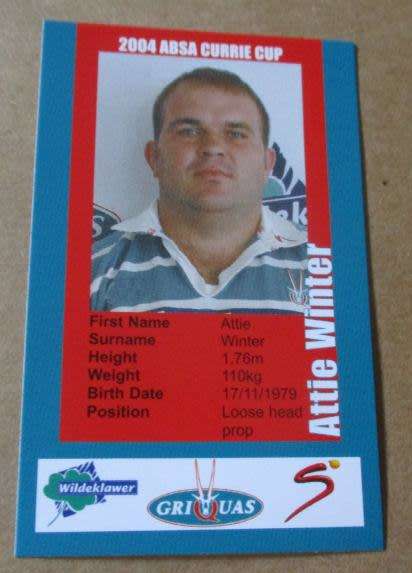 2004 ABSA CURRIE CUP
Attie Winter
First Name Attie
Surname Winter
Height 1,76m
Weight 110kg
Birth Date 17/11/1979
Position Loose head
prop
Wildeklawer
GRIQUAS